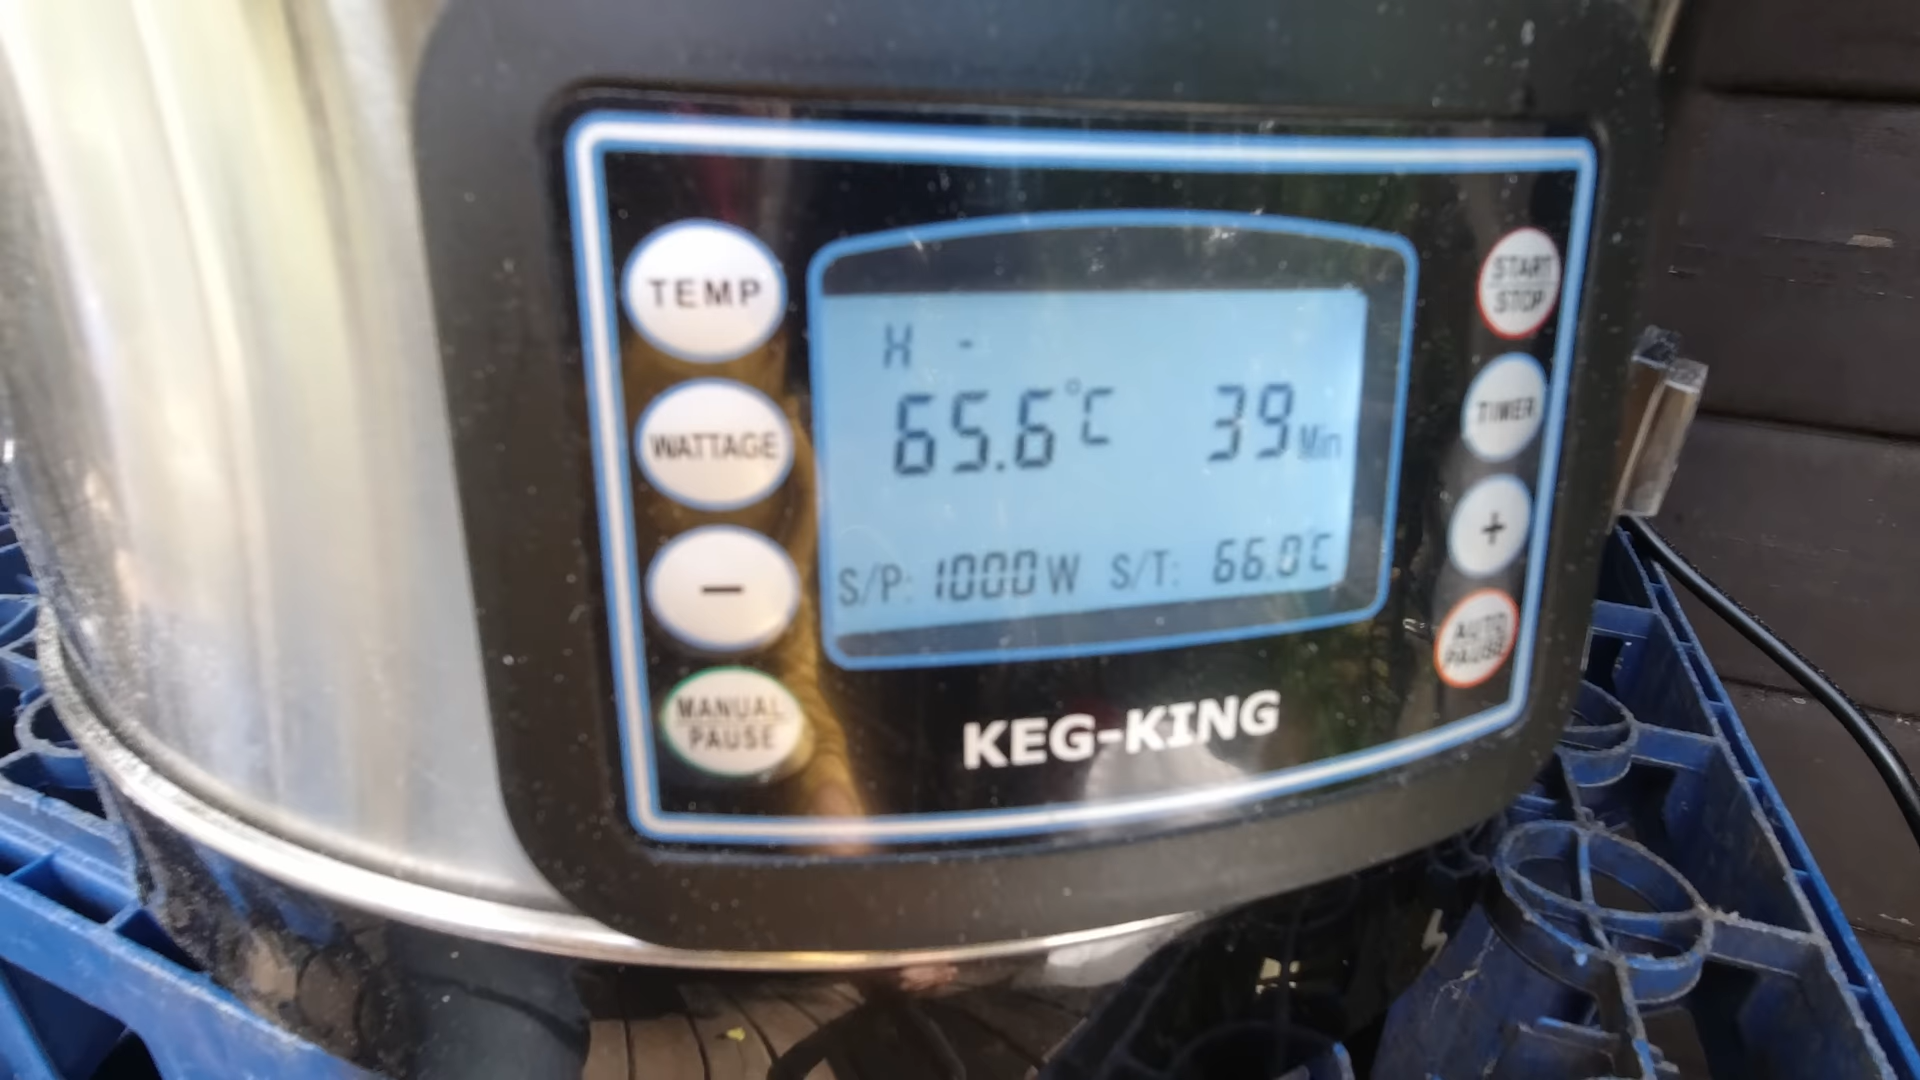 TEMP
WATTAGE
−
MANUAL
PAUSE
H -
65.6°C 39 Min
S/P: 1000W S/T: 66.0°C
KEG-KING
START
STOP
TIMER
+
AUTO
PAUSE